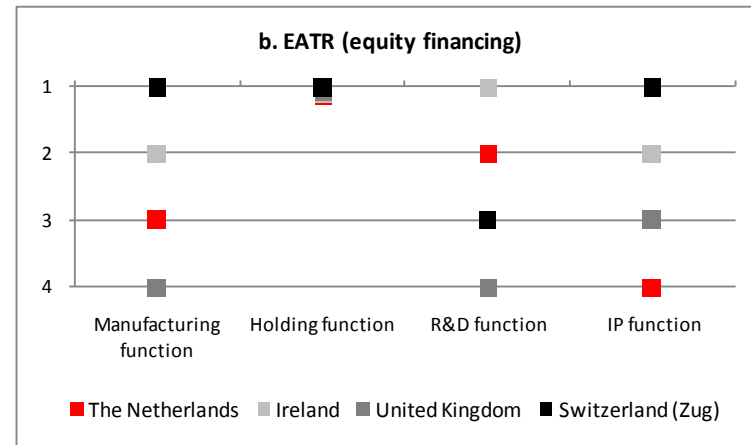 b. EATR (equity financing)
1
2
3
4
Manufacturing function
Holding function
R&D function
IP function
The Netherlands
Ireland
United Kingdom
Switzerland (Zug)